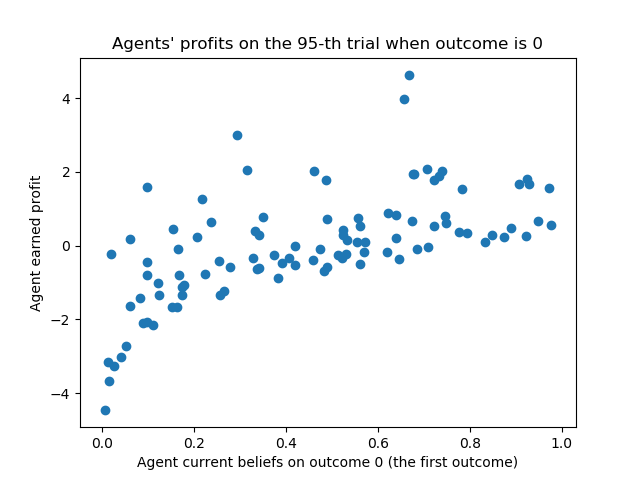 Agents' profits on the 95-th trial when outcome is 0
Agent earned profit
4
2
0
−2
−4
0.0 0.2 0.4 0.6 0.8 1.0
Agent current beliefs on outcome 0 (the first outcome)